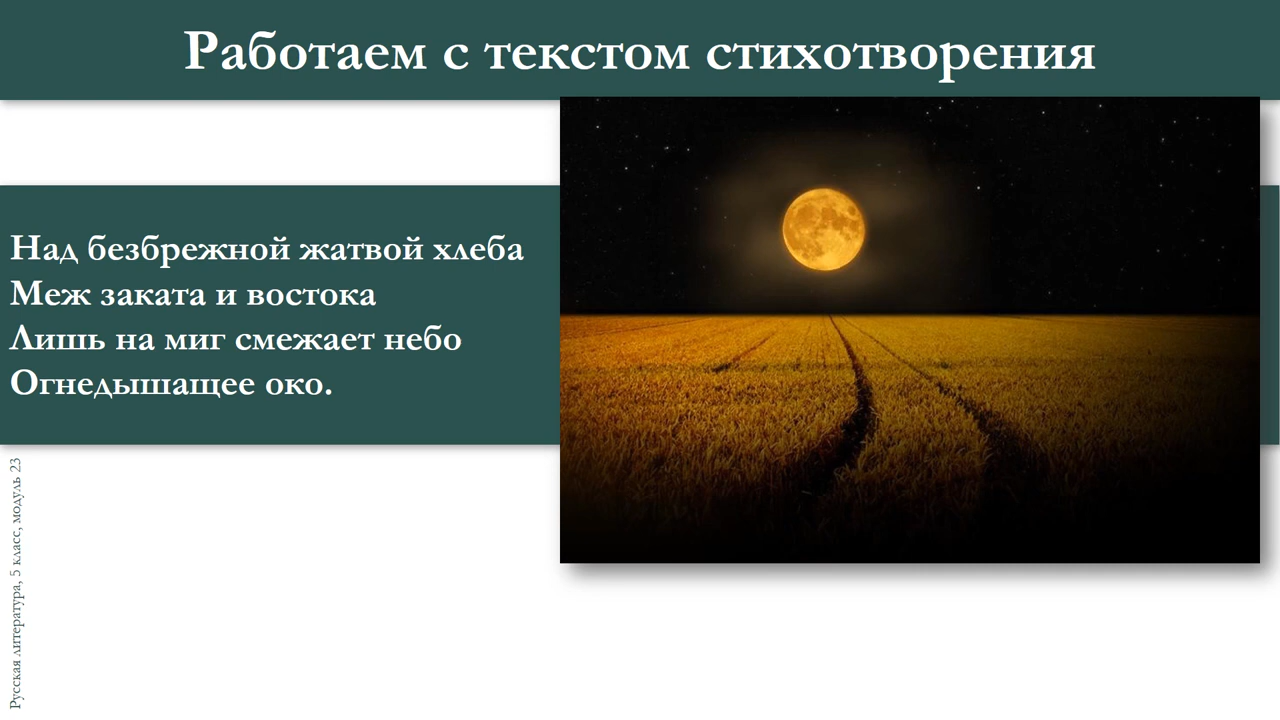 Работаем с текстом стихотворения
Над безбрежной жатвой хлеба
Меж заката и востока
Лишь на миг смежает небо
Огнедышащее око.
Русская литература, 5 класс, модуль 23